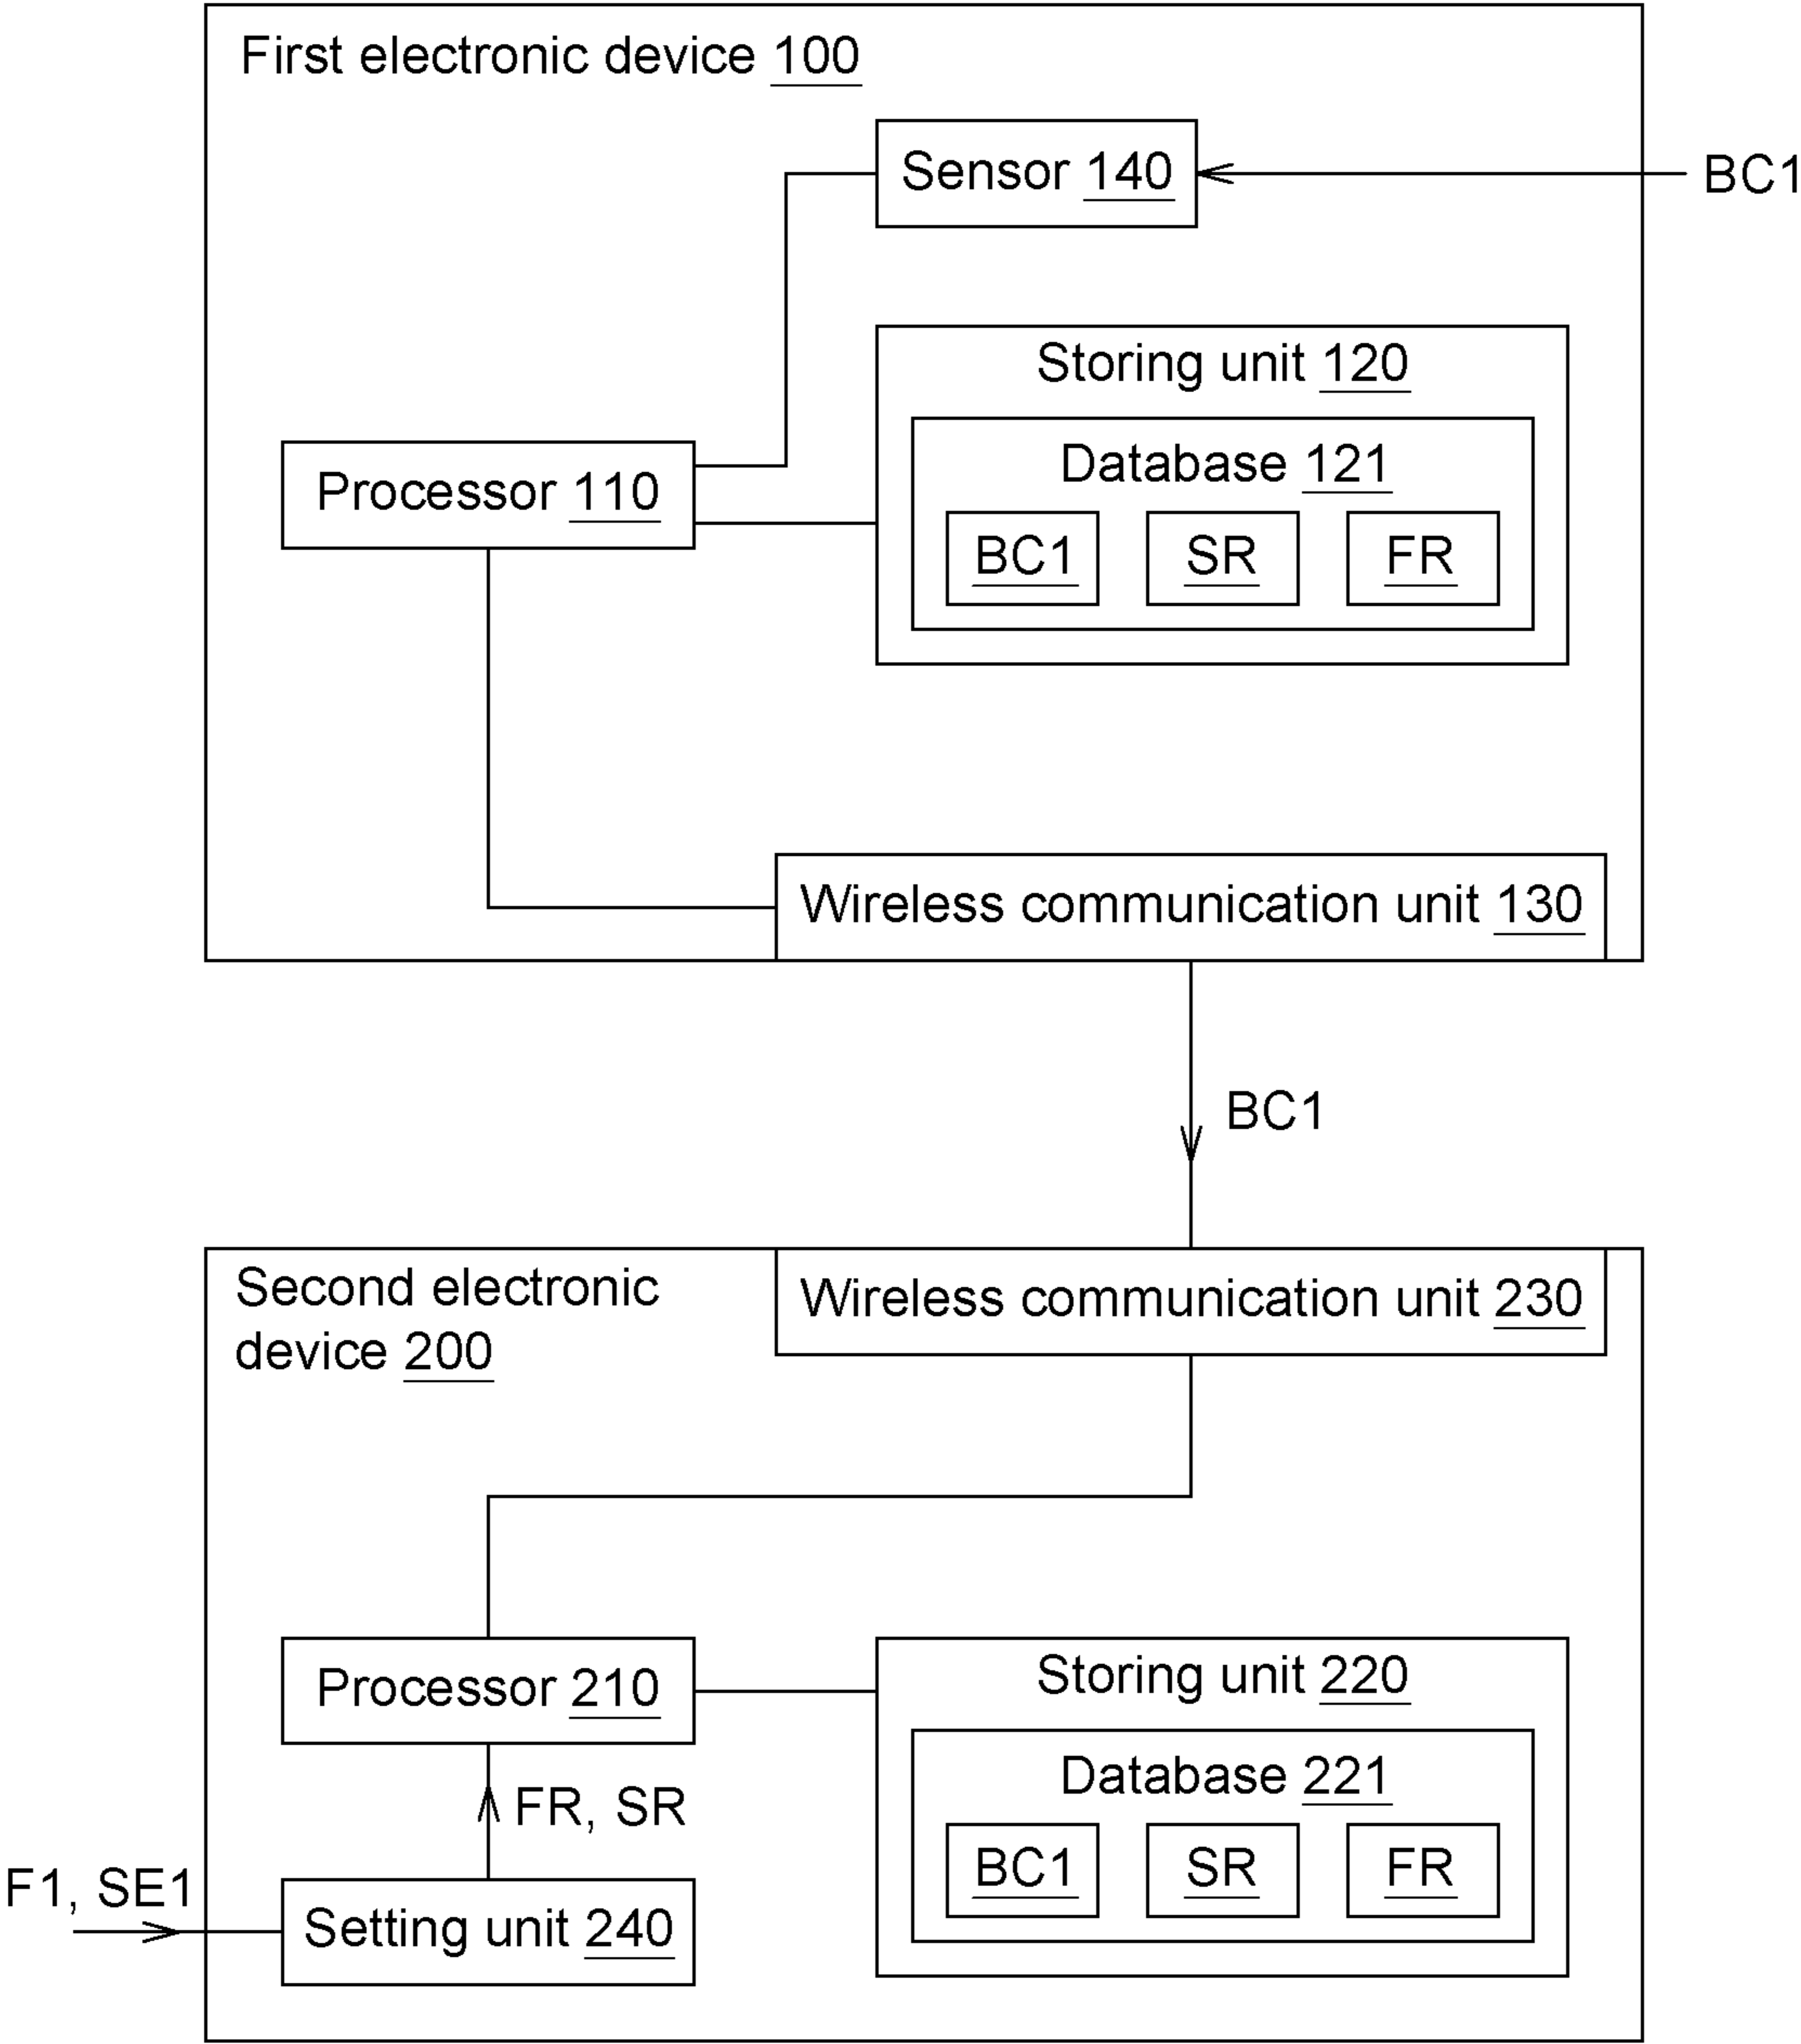 First electronic device 100
Sensor 140
BC1
Storing unit 120
Database 121
Processor 110
BC1 SR FR
Wireless communication unit 130
BC1
Second electronic
device 200
Wireless communication unit 230
Processor 210
Storing unit 220
Database 221
FR, SR
BC1 SR FR
F1, SE1
Setting unit 240